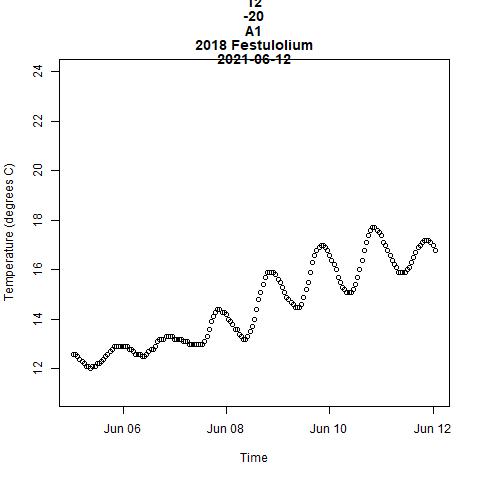 T2
-20
A1
2018 Festulolium
2021-06-12
Temperature (degrees C)
24
22
20
18
16
14
12
Jun 06
Jun 08
Jun 10
Jun 12
Time